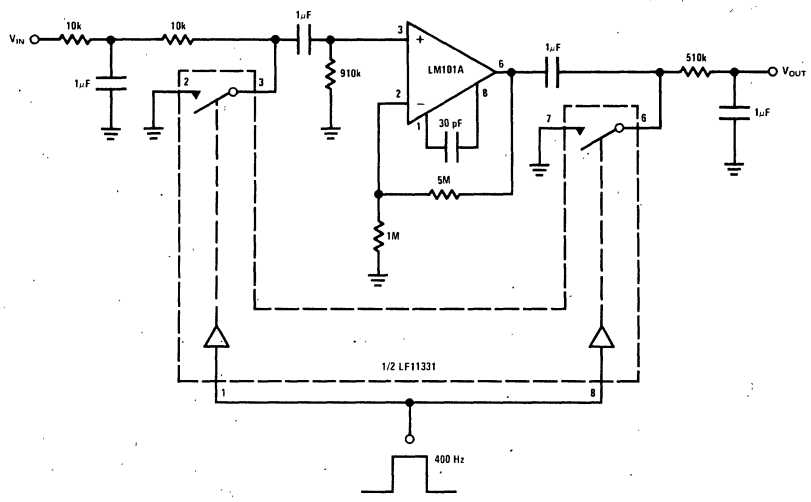 VIN
10k
10k
1μF
1μF
2
3
910k
3
+
LM101A
6
2
−
1
8
30 pF
5M
1M
1μF
7
6
510k
VOUT
1μF
1/2 LF11331
1
8
400 Hz